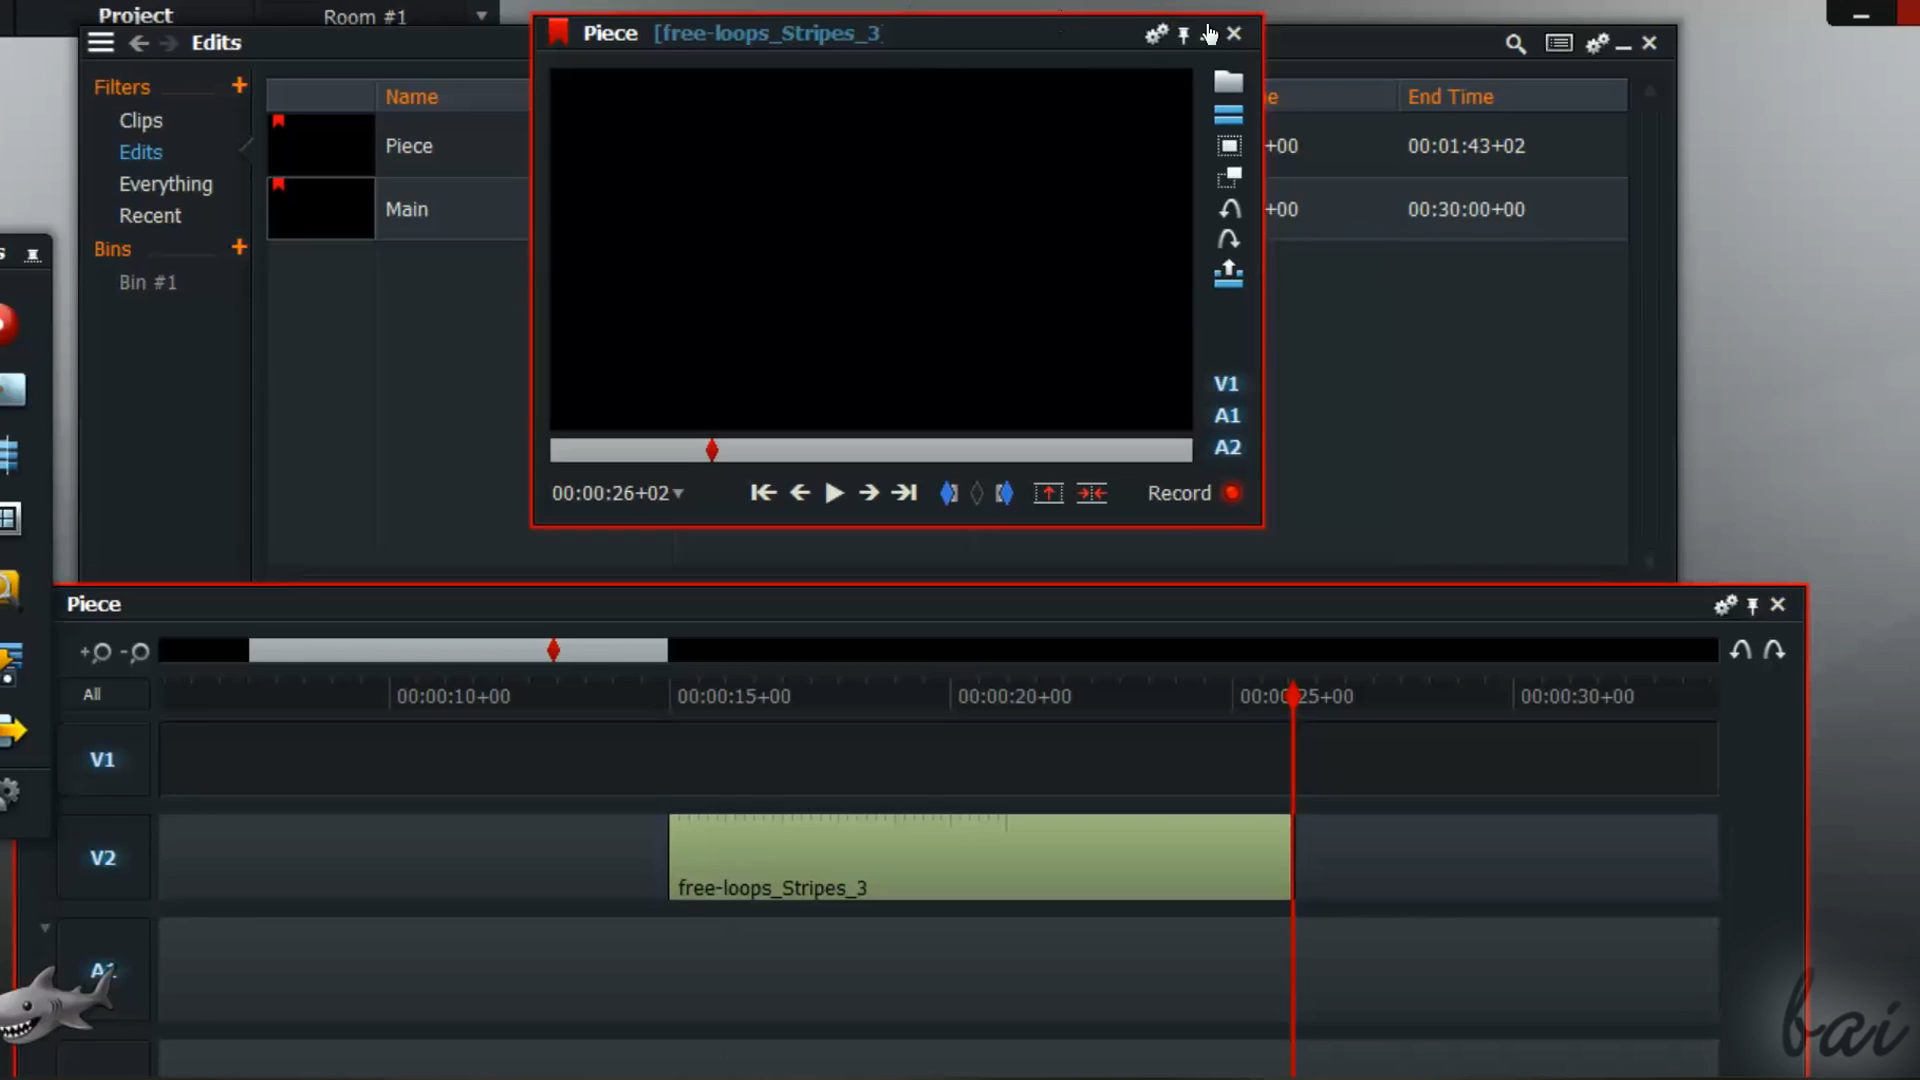 Project
Room #1
Edits
Filters
Clips
Edits
Everything
Recent
Bins
Bin #1
Name
End Time
Piece
+00
00:01:43+02
Main
+00
00:30:00+00
Piece [free-loops_Stripes_3]
V1
A1
A2
00:00:26+02
Record
Piece
All
00:00:10+00
00:00:15+00
00:00:20+00
00:00:25+00
00:00:30+00
V1
V2
free-loops_Stripes_3
bai